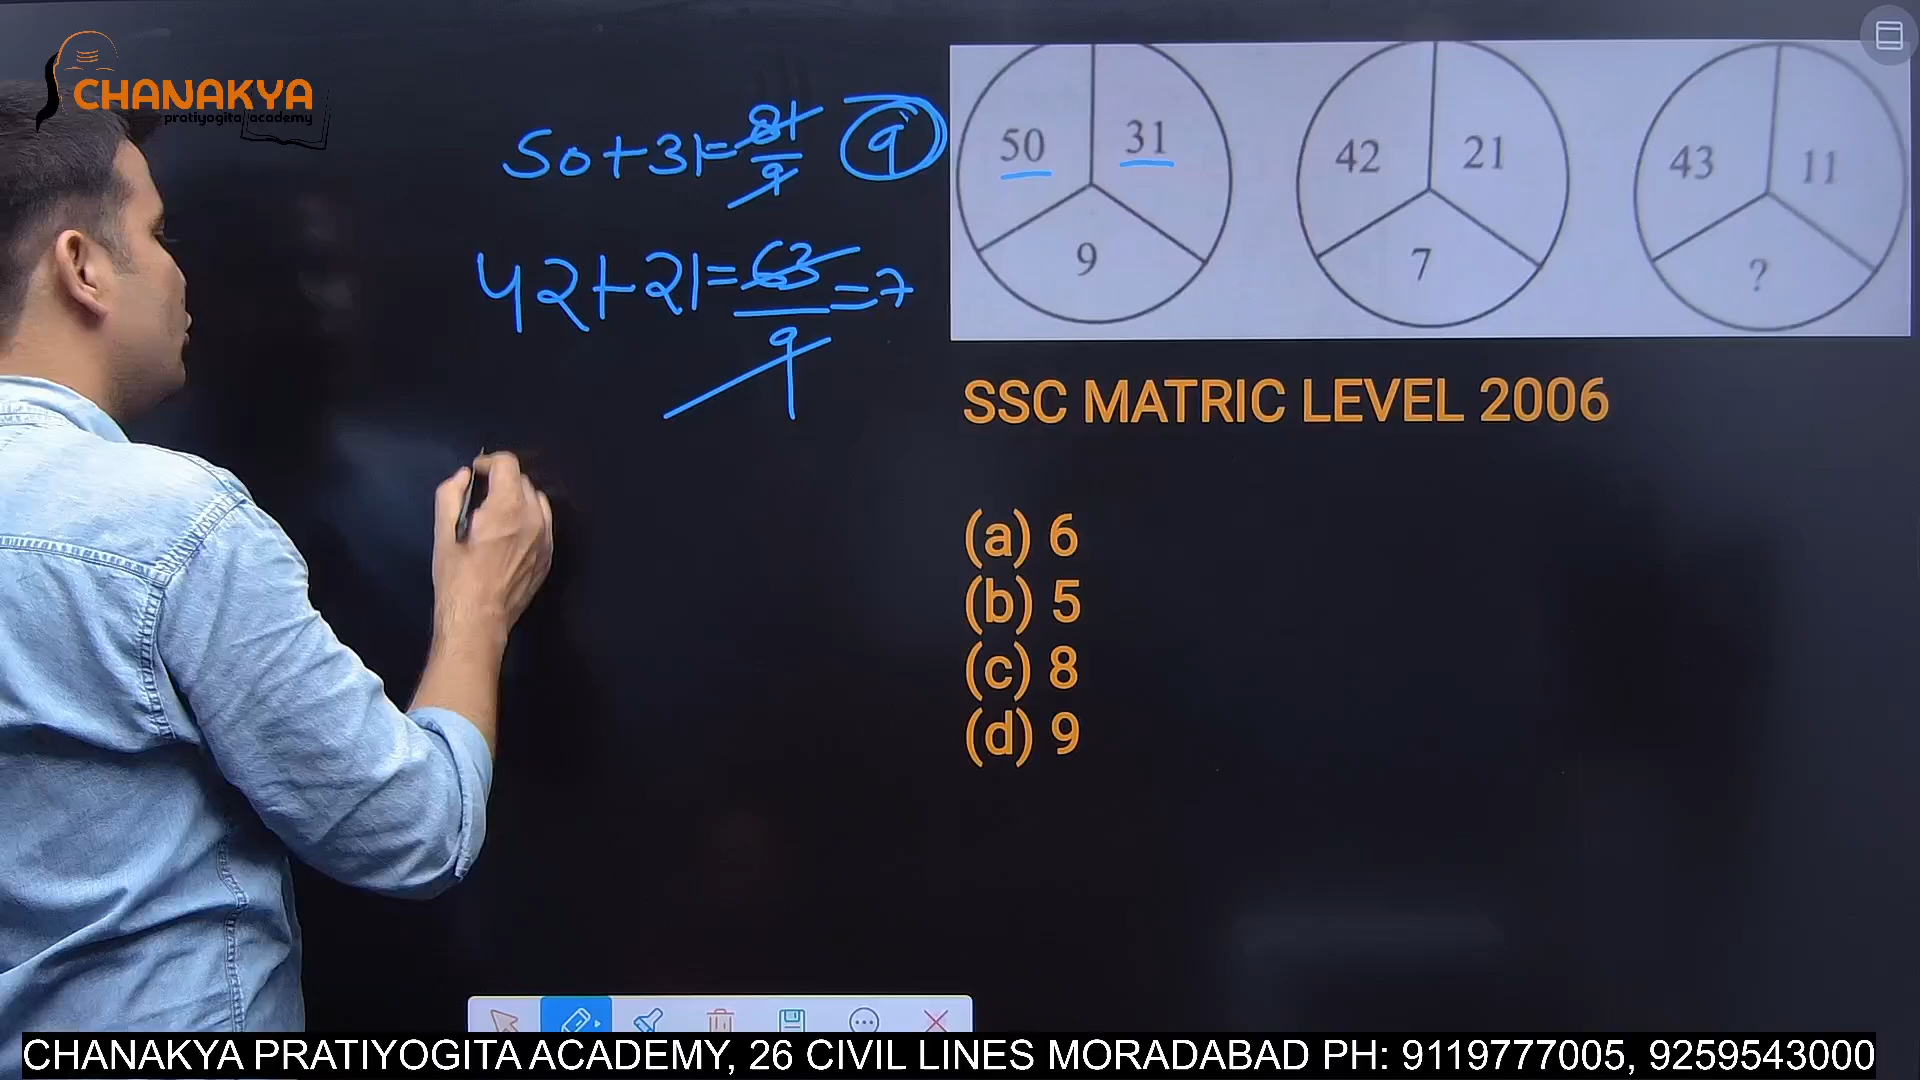 CHANAKYA
pratiyogita academy
50+31=81/9 9
42+21=63/9=7
50 31 9
42 21 7
43 11 ?
SSC MATRIC LEVEL 2006
(a) 6
(b) 5
(c) 8
(d) 9
CHANAKYA PRATIYOGITA ACADEMY, 26 CIVIL LINES MORADABAD PH: 9119777005, 9259543000